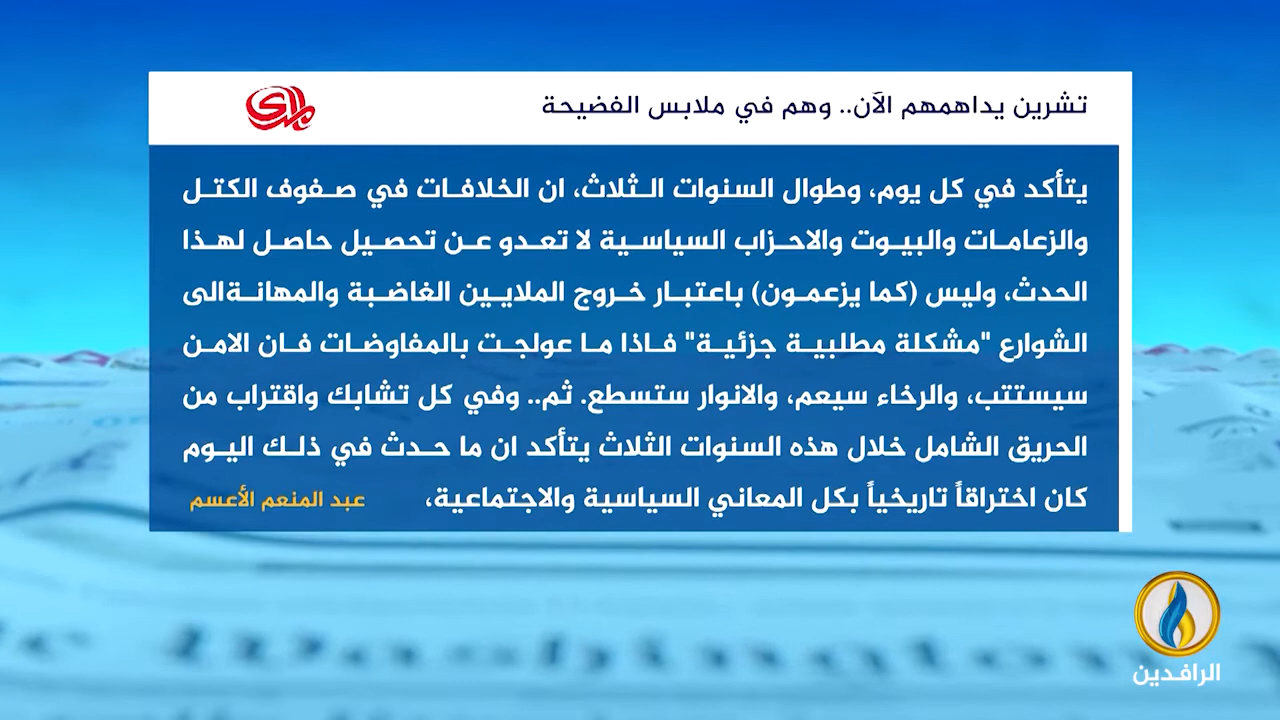 تشرين يداهمهم الآن.. وهم في ملابس الفضيحة
المدى
يتأكد في كل يوم، وطوال السنوات الثلاث، ان الخلافات في صفوف الكتل
والزعامات والبيوت والاحزاب السياسية لا تعدو عن تحصيل حاصل لهذا
الحدث، وليس (كما يزعمون) باعتبار خروج الملايين الغاضبة والمهانةالى
الشوارع "مشكلة مطلبية جزئية" فاذا ما عولجت بالمفاوضات فان الامن
سيستتب، والرخاء سيعم، والانوار ستسطع. ثم.. وفي كل تشابك واقتراب من
الحريق الشامل خلال هذه السنوات الثلاث يتأكد ان ما حدث في ذلك اليوم
كان اختراقاً تاريخياً بكل المعاني السياسية والاجتماعية،
عبد المنعم الأعسم
الرافدين